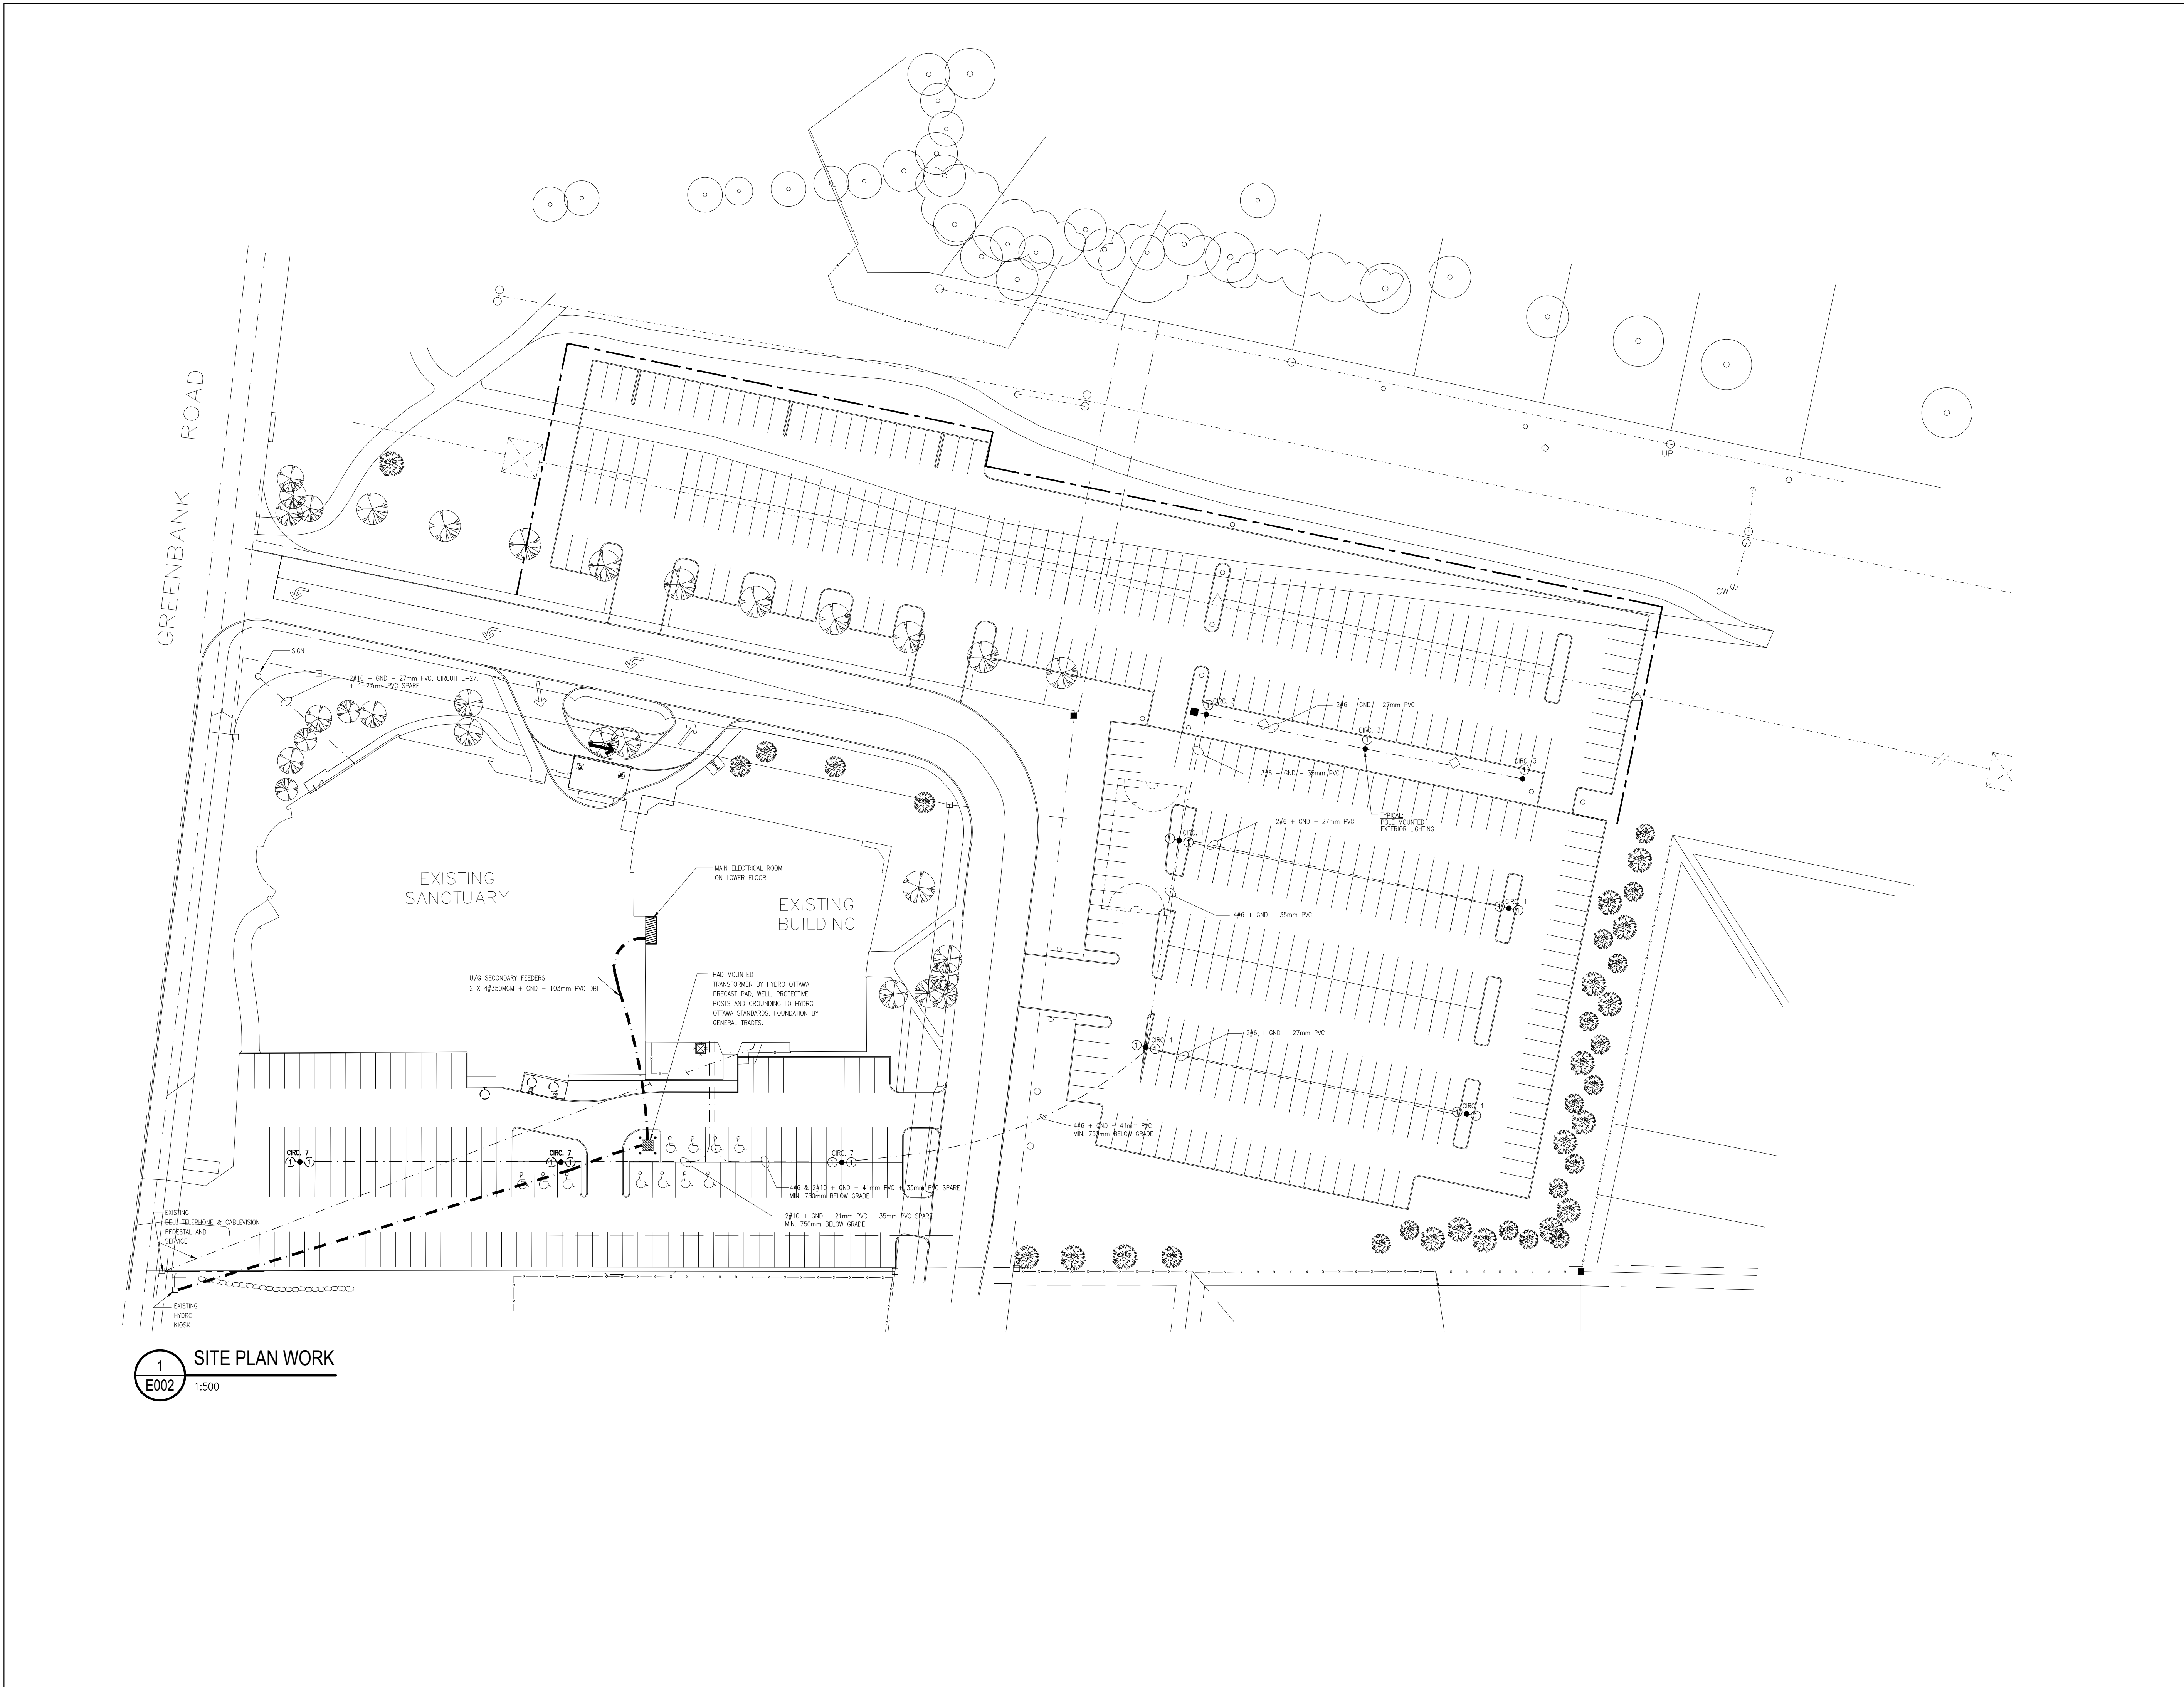 GREENBANK ROAD
UP
GW
SIGN
2#10 + GND - 27mm PVC, CIRCUIT E-27.
+ 1-27mm PVC SPARE
CIRC. 3
2#6 + GND - 27mm PVC
CIRC. 3
CIRC. 3
3#6 + GND - 35mm PVC
TYPICAL:
POLE MOUNTED
EXTERIOR LIGHTING
2#6 + GND - 27mm PVC
CIRC. 1
CIRC. 1
4#6 + GND - 35mm PVC
EXISTING
SANCTUARY
MAIN ELECTRICAL ROOM
ON LOWER FLOOR
EXISTING
BUILDING
U/G SECONDARY FEEDERS
2 X 4#350MCM + GND - 103mm PVC DBII
PAD MOUNTED
TRANSFORMER BY HYDRO OTTAWA.
PRECAST PAD, WELL, PROTECTIVE
POSTS AND GROUNDING TO HYDRO
OTTAWA STANDARDS. FOUNDATION BY
GENERAL TRADES.
2#6 + GND - 27mm PVC
CIRC. 1
CIRC. 1
4#6 + GND - 41mm PVC
MIN. 750mm BELOW GRADE
CIRC. 7
CIRC. 7
CIRC. 7
4#6 & 2#10 + GND - 41mm PVC + 35mm PVC SPARE
MIN. 750mm BELOW GRADE
2#10 + GND - 21mm PVC + 35mm PVC SPARE
MIN. 750mm BELOW GRADE
EXISTING
BELL TELEPHONE & CABLEVISION
PEDESTAL AND
SERVICE
EXISTING
HYDRO
KIOSK
1
E002
SITE PLAN WORK
1:500